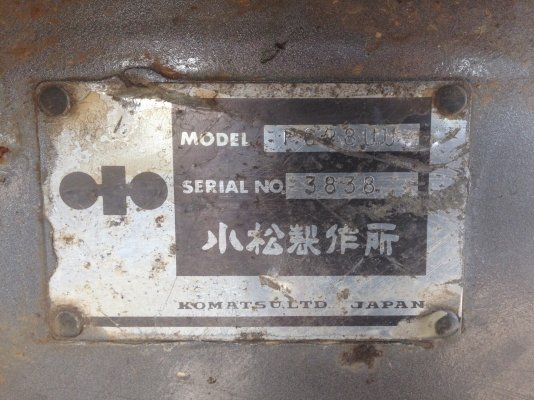 MODEL
SERIAL NO. 3838
小松製作所
KOMATSU.LTD JAPAN